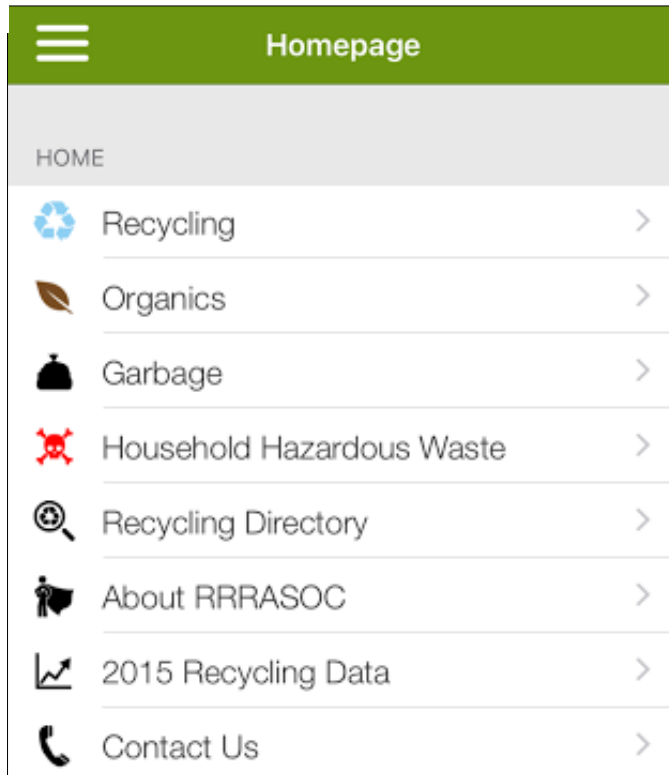 Homepage
HOME
Recycling
Organics
Garbage
Household Hazardous Waste
Recycling Directory
About RRRASOC
2015 Recycling Data
Contact Us